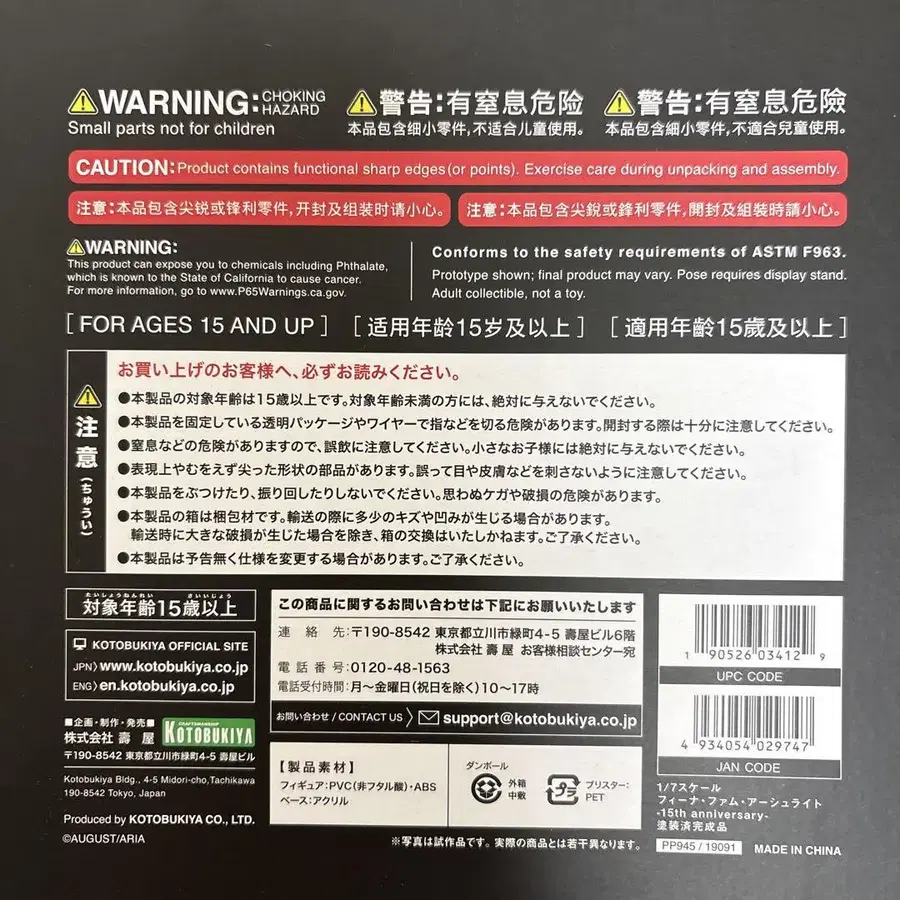 ⚠WARNING: CHOKING HAZARD
Small parts not for children
⚠警告:有窒息危险
本品包含细小零件,不适合儿童使用。
⚠警告:有窒息危險
本品包含細小零件,不適合兒童使用。
CAUTION: Product contains functional sharp edges (or points). Exercise care during unpacking and assembly.
注意:本品包含尖锐或锋利零件,开封及组装时请小心。
注意:本品包含尖銳或鋒利零件,開封及組裝時請小心。
⚠WARNING:
This product can expose you to chemicals including Phthalate,
which is known to the State of California to cause cancer.
For more information, go to www.P65Warnings.ca.gov.
Conforms to the safety requirements of ASTM F963.
Prototype shown; final product may vary. Pose requires display stand.
Adult collectible, not a toy.
[FOR AGES 15 AND UP] [适用年龄15岁及以上] [適用年齡15歲及以上]
⚠注意(ちゅうい)
お買い上げのお客様へ、必ずお読みください。
●本製品の対象年齢は15歳以上です。対象年齢未満の方には、絶対に与えないでください。
●本製品を固定している透明パッケージやワイヤーで指などを切る危険があります。開封する際は十分に注意してください。
●窒息などの危険がありますので、誤飲に注意してください。小さなお子様には絶対に与えないでください。
●表現上やむをえず尖った形状の部品があります。誤って目や皮膚などを刺さないように注意してください。
●本製品をぶつけたり、振り回したりしないでください。思わぬケガや破損の危険があります。
●本製品の箱は梱包材です。輸送の際に多少のキズや凹みが生じる場合があります。
輸送時に大きな破損が生じた場合を除き、箱の交換はいたしかねます。ご了承ください。
●本製品は予告無く仕様を変更する場合があります。ご了承ください。
たいしょうねんれい さいいじょう
対象年齢15歳以上
KOTOBUKIYA OFFICIAL SITE
JPN> www.kotobukiya.co.jp
ENG> en.kotobukiya.co.jp
■企画・制作・発売■
株式会社 壽 屋
CRAFTSMANSHIP
KOTOBUKIYA
〒190-8542 東京都立川市緑町4-5 壽屋ビル
Kotobukiya Bldg., 4-5 Midori-cho,Tachikawa
190-8542 Tokyo, Japan
Produced by KOTOBUKIYA CO., LTD.
©AUGUST/ARIA
この商品に関するお問い合わせは下記にお願いいたします
連絡先:〒190-8542 東京都立川市緑町4-5 壽屋ビル6階
株式会社 壽 屋 お客様相談センター宛
電話番号:0120-48-1563
電話受付時間:月〜金曜日(祝日を除く)10〜17時
お問い合わせ / CONTACT US > support@kotobukiya.co.jp
【製品素材】
フィギュア:PVC(非フタル酸)・ABS
ベース:アクリル
ダンボール
外箱
中敷
プラ
ブリスター:
PET
※写真は試作品です。実際の商品とは若干異なります。
1 90526 03412 9
UPC CODE
4 934054 029747
JAN CODE
1/7スケール
フィーナ・ファム・アーシュライト
-15th anniversary-
塗装済完成品
PP945 / 19091 MADE IN CHINA